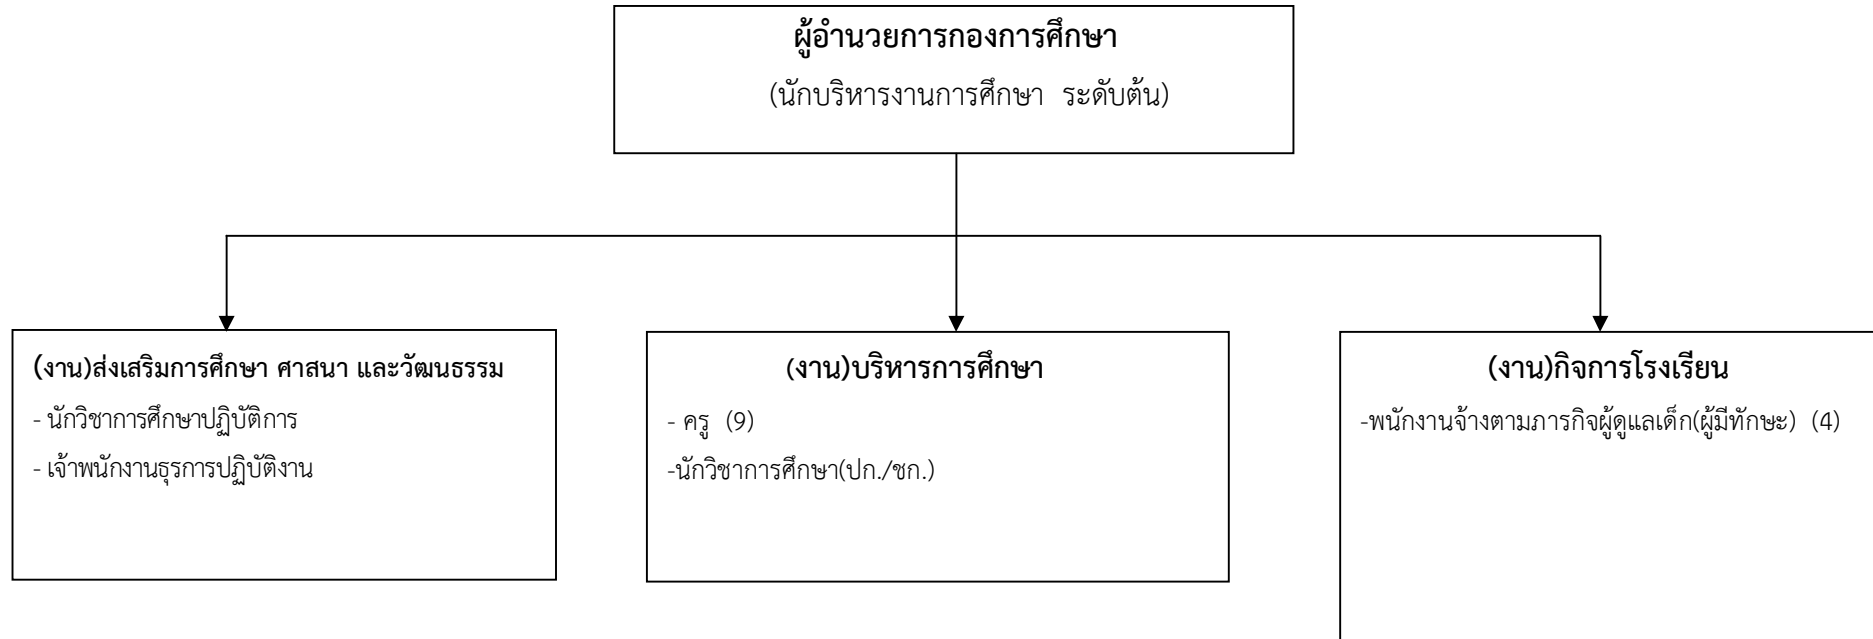 ผู้อำนวยการกองการศึกษา
(นักบริหารงานการศึกษา ระดับต้น)
(งาน)ส่งเสริมการศึกษา ศาสนา และวัฒนธรรม
- นักวิชาการศึกษาปฏิบัติการ
- เจ้าพนักงานธุรการปฏิบัติงาน
(งาน)บริหารการศึกษา
- ครู (9)
-นักวิชาการศึกษา(ปก./ชก.)
(งาน)กิจการโรงเรียน
-พนักงานจ้างตามภารกิจผู้ดูแลเด็ก(ผู้มีทักษะ) (4)